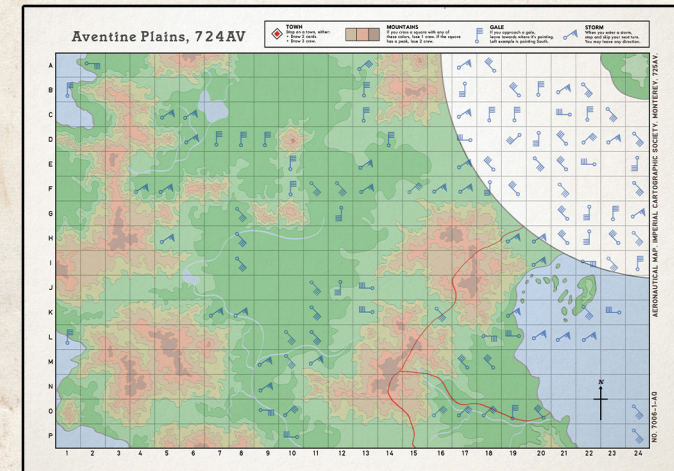 Aventine Plains, 724AV
TOWN
Stop on a town, either:
• Draw 2 cards.
• Draw 2 crew.
MOUNTAINS
If you cross a square with any of
these colors, lose 1 crew. If the square
has a peak, lose 2 crew.
GALE
If you approach a gale,
leave towards where it's pointing.
Left example is pointing South.
STORM
When you enter a storm,
stop and skip your next turn.
You may leave any direction.
A
B
C
D
E
F
G
H
I
J
K
L
M
N
O
P
1 2 3 4 5 6 7 8 9 10 11 12 13 14 15 16 17 18 19 20 21 22 23 24
N
AERONAUTICAL MAP. IMPERIAL CARTOGRAPHIC SOCIETY, MONTEREY, 725AV.
NO. 7006-1-AQ